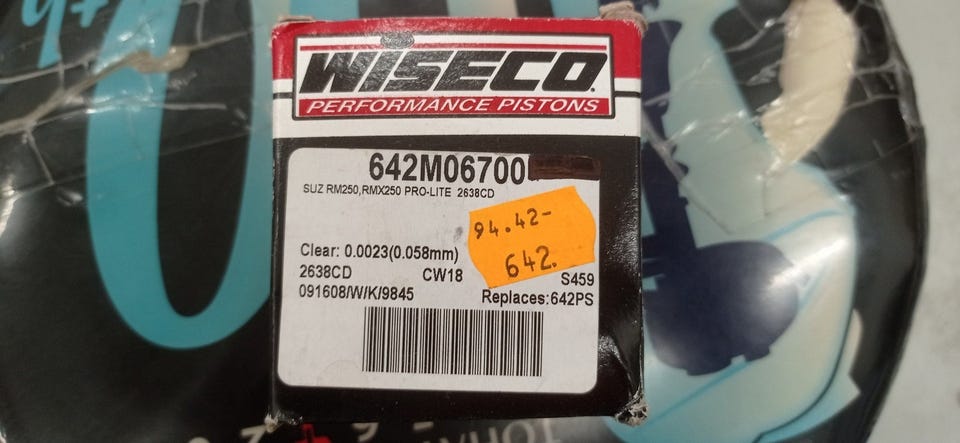 WISECO
PERFORMANCE PISTONS
642M06700
SUZ RM250,RMX250 PRO-LITE 2638CD
94.42-
642.
Clear: 0.0023(0.058mm)
2638CD CW18 S459
091608/W/K/9845 Replaces:642PS